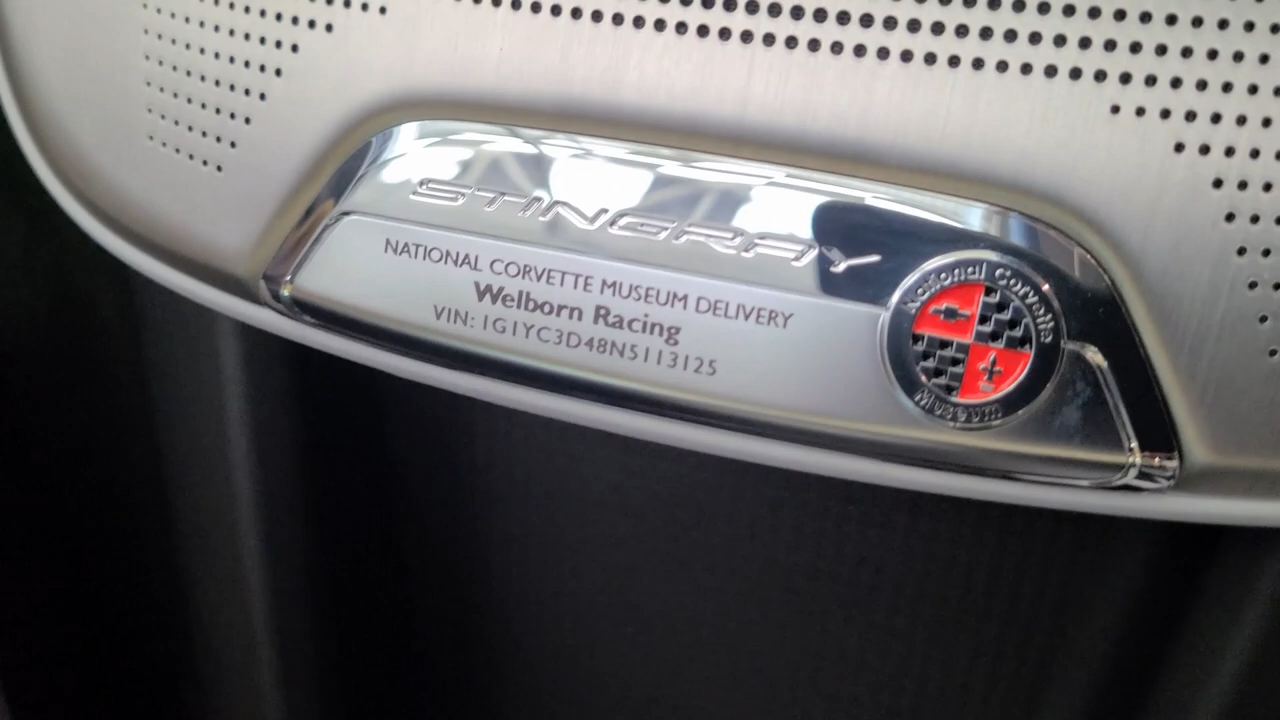 STINGRAY
NATIONAL CORVETTE MUSEUM DELIVERY
Welborn Racing
VIN: 1G1YC3D48N5113125
National Corvette
Museum